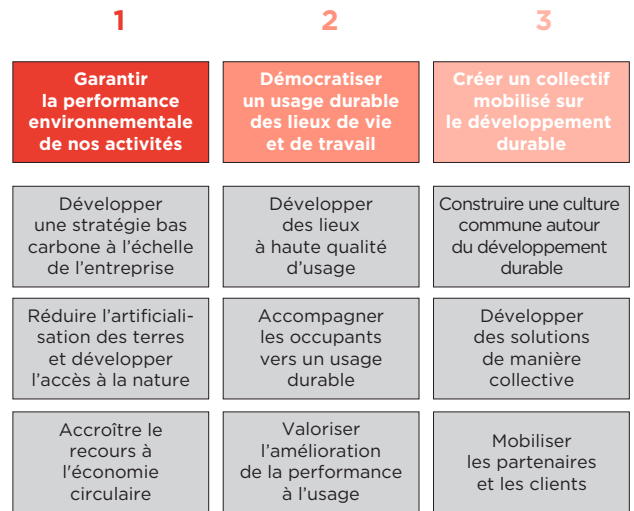 1
2
3
Garantir
la performance
environnementale
de nos activités
Démocratiser
un usage durable
des lieux de vie
et de travail
Créer un collectif
mobilisé sur
le développement
durable
Développer
une stratégie bas
carbone à l’échelle
de l’entreprise
Développer
des lieux
à haute qualité
d’usage
Construire une culture
commune autour
du développement
durable
Réduire l’artificiali-
sation des terres
et développer
l’accès à la nature
Accompagner
les occupants
vers un usage
durable
Développer
des solutions
de manière
collective
Accroître le
recours à
l'économie
circulaire
Valoriser
l’amélioration
de la performance
à l’usage
Mobiliser
les partenaires
et les clients